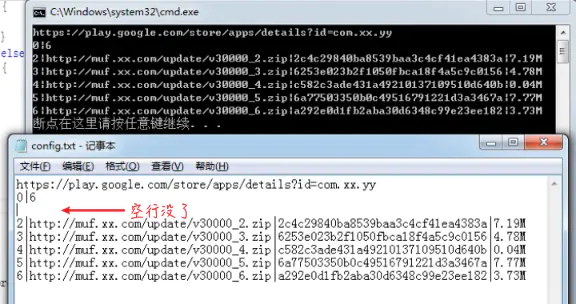 C:\Windows\system32\cmd.exe
https://play.google.com/store/apps/details?id=com.xx.yy
0|6
2|http://muf.xx.com/update/v30000_2.zip|2c4c29840ba8539baa3c4cf41ea4383a|7.19M
3|http://muf.xx.com/update/v30000_3.zip|6253e023b2f1050fbca18f4a5c9c0156|4.78M
4|http://muf.xx.com/update/v30000_4.zip|c582c3ade431a49210137109510d640b|0.04M
5|http://muf.xx.com/update/v30000_5.zip|6a77503350b0c49516791221d3a3467a|7.77M
6|http://muf.xx.com/update/v30000_6.zip|a292e0d1fb2aba30d6348c99e23ee182|3.73M
断点在这里请按任意键继续. . .
}
else
{
config.txt - 记事本
文件(F) 编辑(E) 格式(O) 查看(V) 帮助(H)
https://play.google.com/store/apps/details?id=com.xx.yy
0|6
空行没了
2|http://muf.xx.com/update/v30000_2.zip|2c4c29840ba8539baa3c4cf41ea4383a|7.19M
3|http://muf.xx.com/update/v30000_3.zip|6253e023b2f1050fbca18f4a5c9c0156|4.78M
4|http://muf.xx.com/update/v30000_4.zip|c582c3ade431a49210137109510d640b|0.04M
5|http://muf.xx.com/update/v30000_5.zip|6a77503350b0c49516791221d3a3467a|7.77M
6|http://muf.xx.com/update/v30000_6.zip|a292e0d1fb2aba30d6348c99e23ee182|3.73M